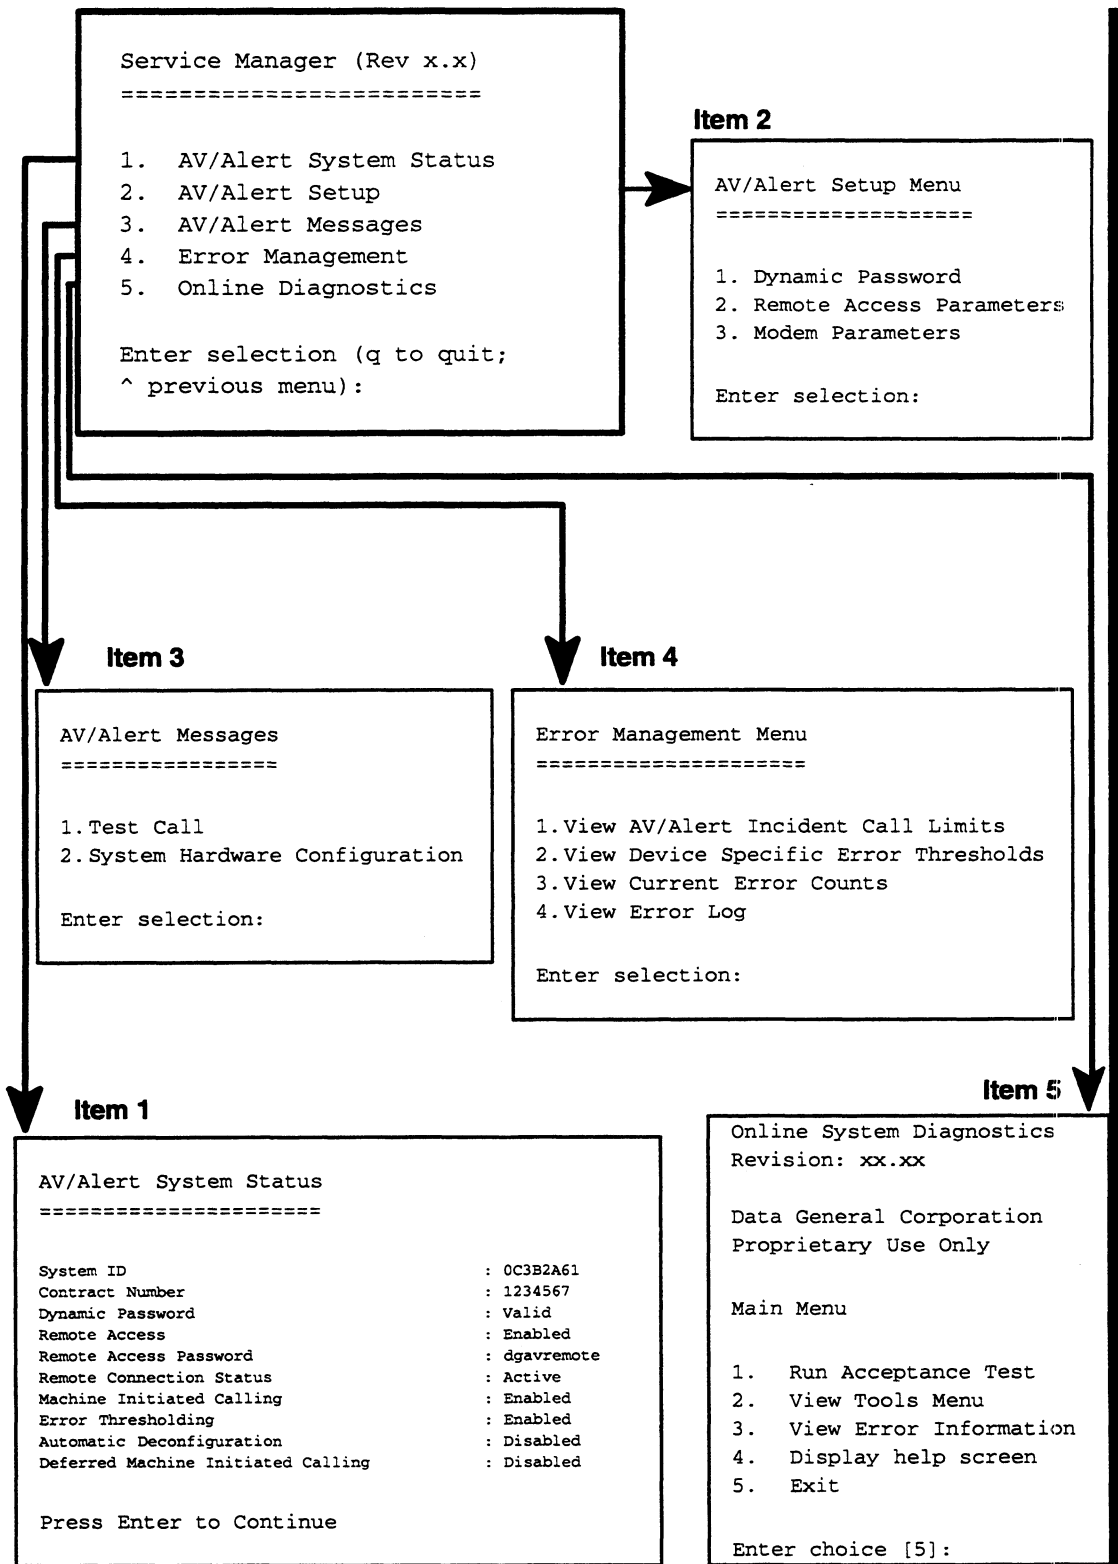 Service Manager (Rev x.x)
=========================
1. AV/Alert System Status
2. AV/Alert Setup
3. AV/Alert Messages
4. Error Management
5. Online Diagnostics
Enter selection (q to quit;
^ previous menu):
Item 2
AV/Alert Setup Menu
====================
1. Dynamic Password
2. Remote Access Parameters
3. Modem Parameters
Enter selection:
Item 3
AV/Alert Messages
=================
1.Test Call
2.System Hardware Configuration
Enter selection:
Item 4
Error Management Menu
=====================
1.View AV/Alert Incident Call Limits
2.View Device Specific Error Thresholds
3.View Current Error Counts
4.View Error Log
Enter selection:
Item 1
AV/Alert System Status
======================
System ID : 0C3B2A61
Contract Number : 1234567
Dynamic Password : Valid
Remote Access : Enabled
Remote Access Password : dgavremote
Remote Connection Status : Active
Machine Initiated Calling : Enabled
Error Thresholding : Enabled
Automatic Deconfiguration : Disabled
Deferred Machine Initiated Calling : Disabled
Press Enter to Continue
Item 5
Online System Diagnostics
Revision: xx.xx
Data General Corporation
Proprietary Use Only
Main Menu
1. Run Acceptance Test
2. View Tools Menu
3. View Error Information
4. Display help screen
5. Exit
Enter choice [5]: